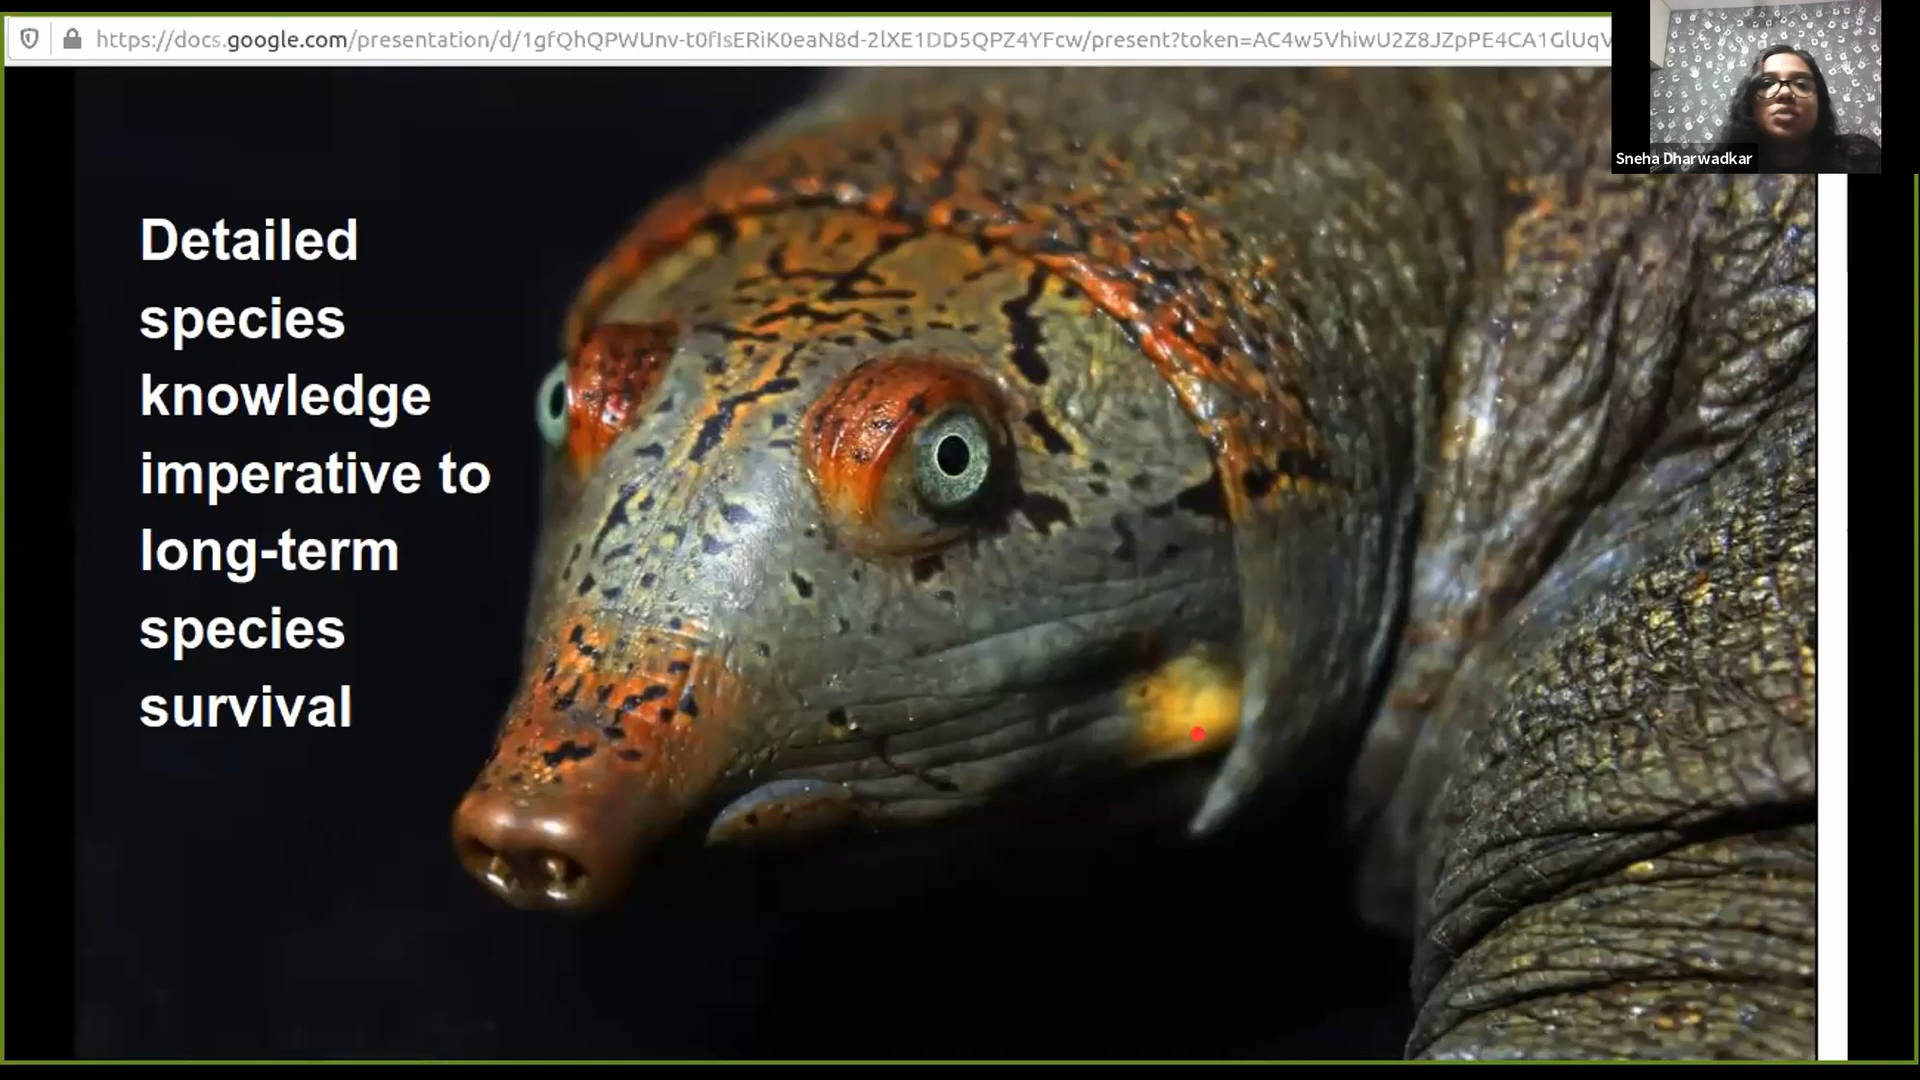 https://docs.google.com/presentation/d/1gfQhQPWUnv-t0fIsERiK0eaN8d-2lXE1DD5QPZ4YFcw/present?token=AC4w5VhiwU2Z8JZpPE4CA1GlUqV
Sneha Dharwadkar
Detailed
species
knowledge
imperative to
long-term
species
survival